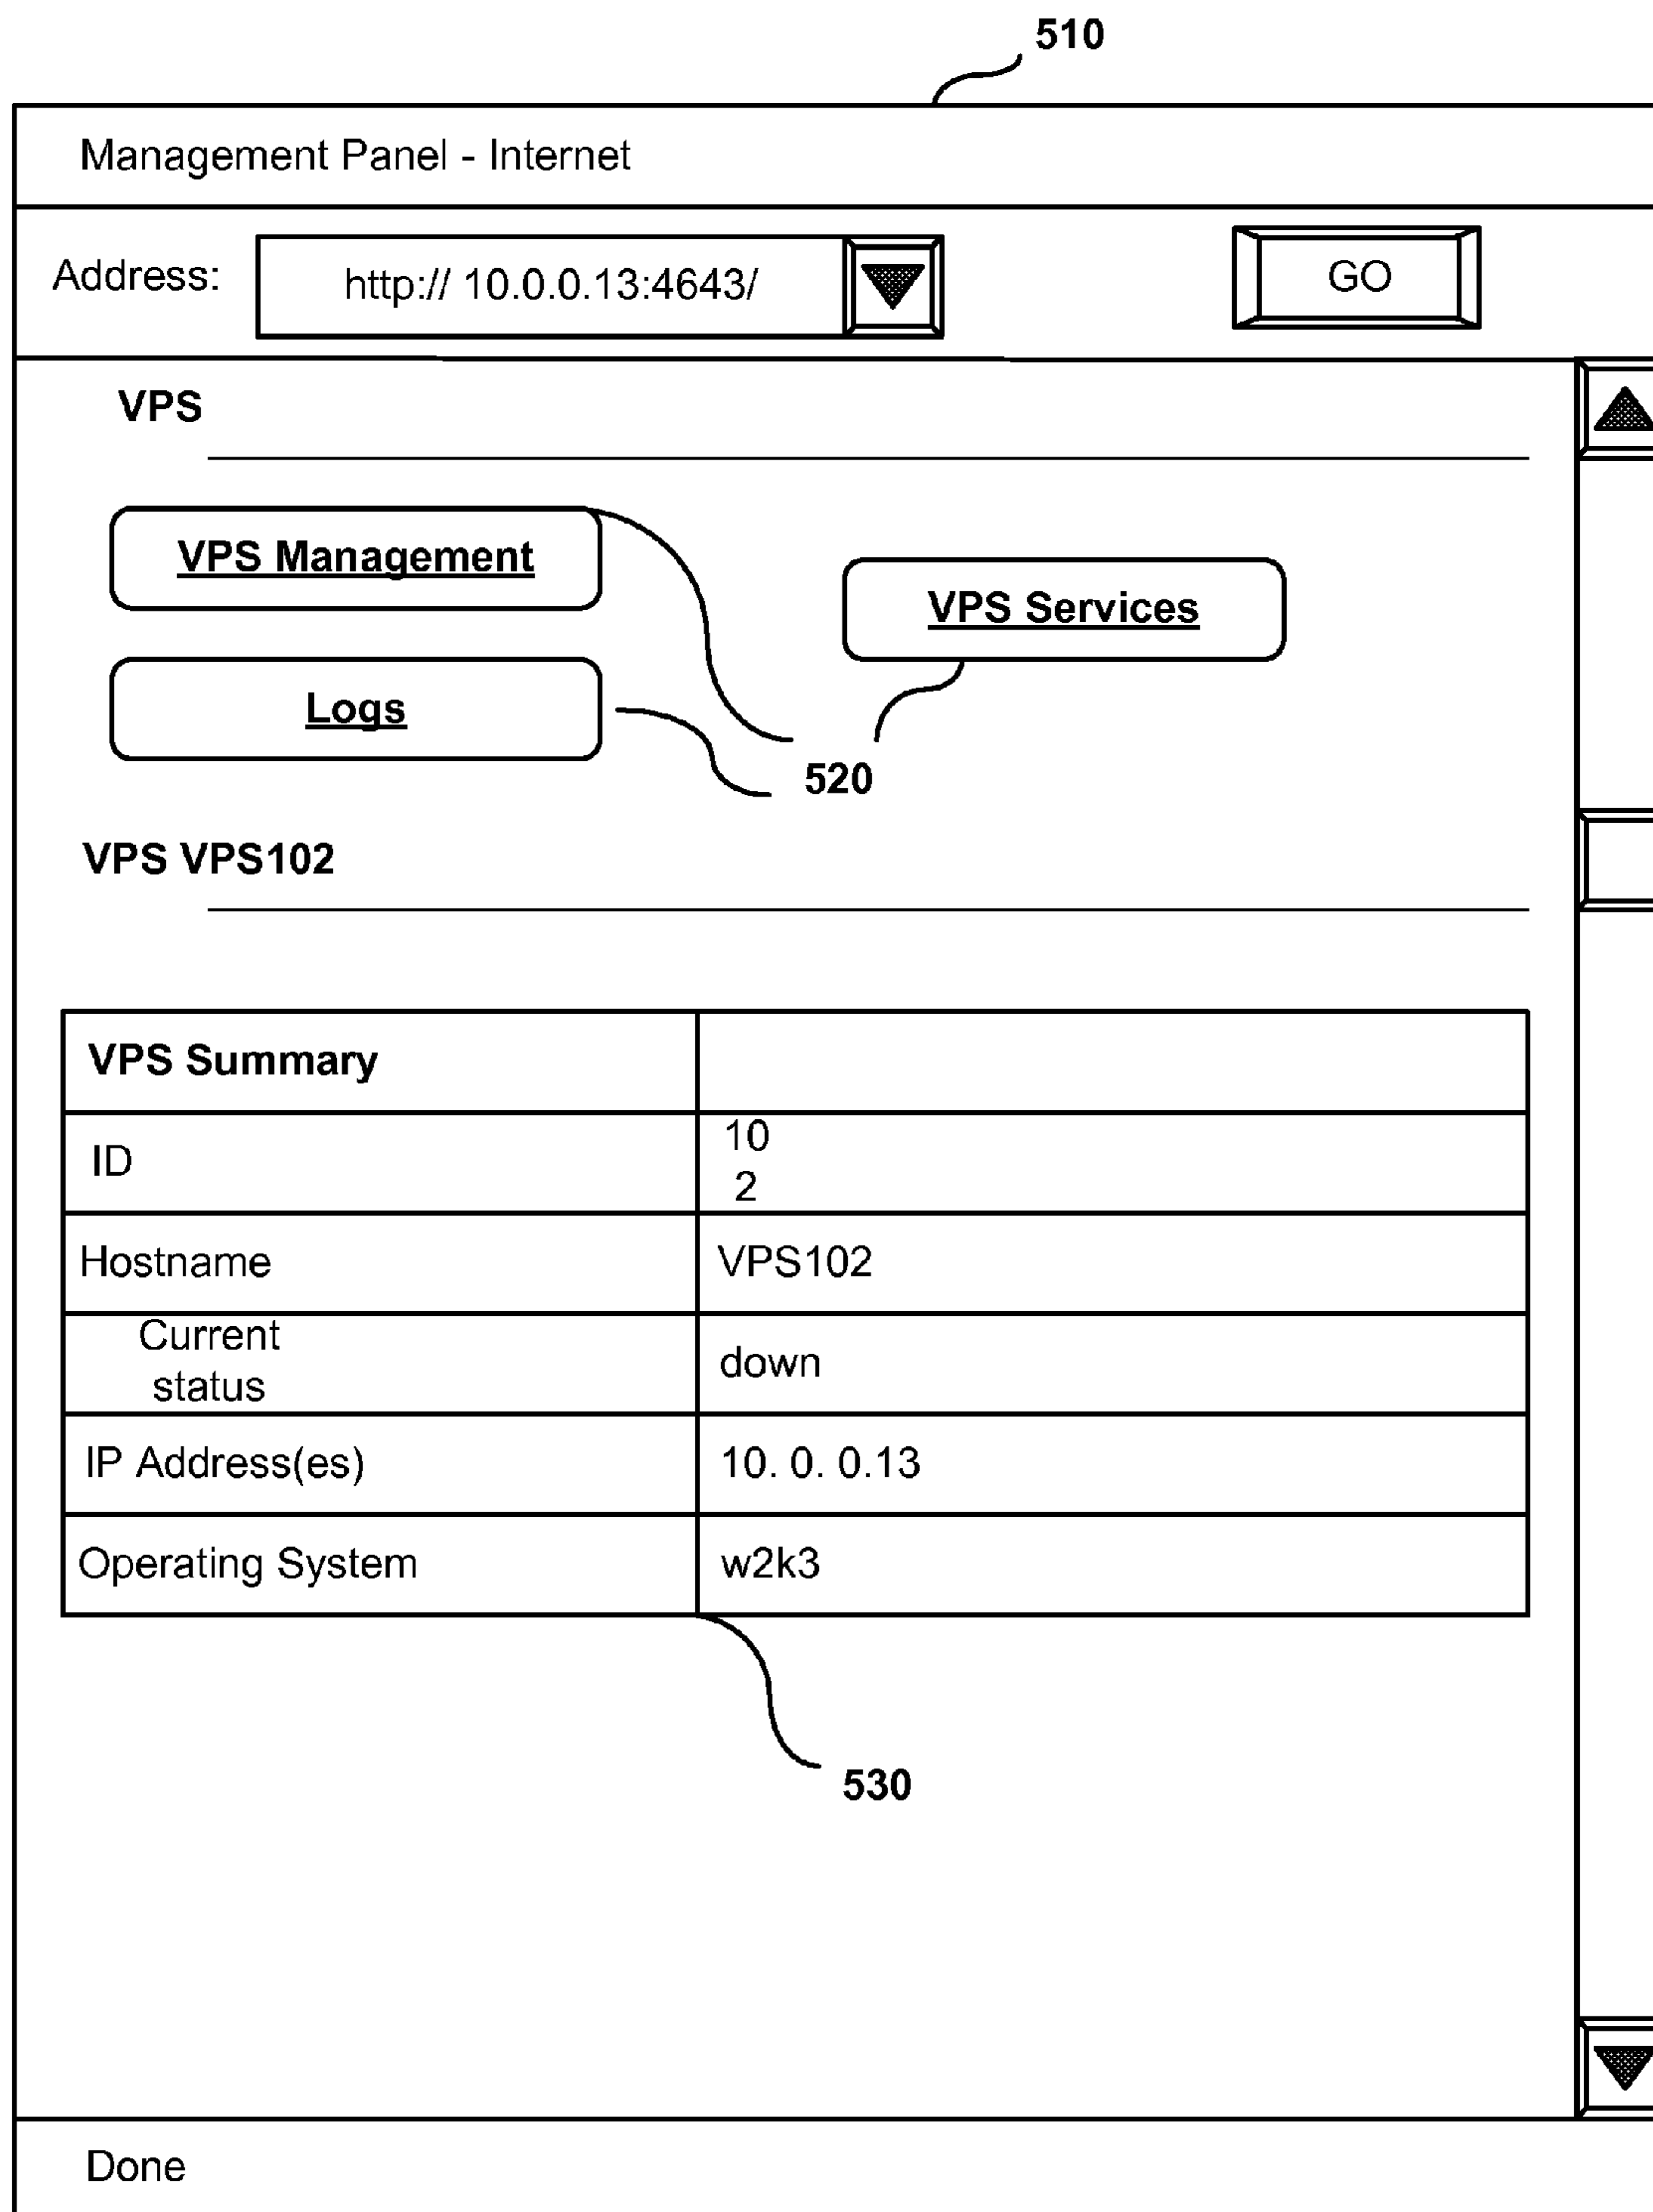 510
Management Panel - Internet
Address:
http:// 10.0.0.13:4643/
GO
VPS
VPS Management
VPS Services
Logs
520
VPS VPS102
VPS Summary
ID
10
2
Hostname
VPS102
Current
status
down
IP Address(es)
10. 0. 0.13
Operating System
w2k3
530
Done